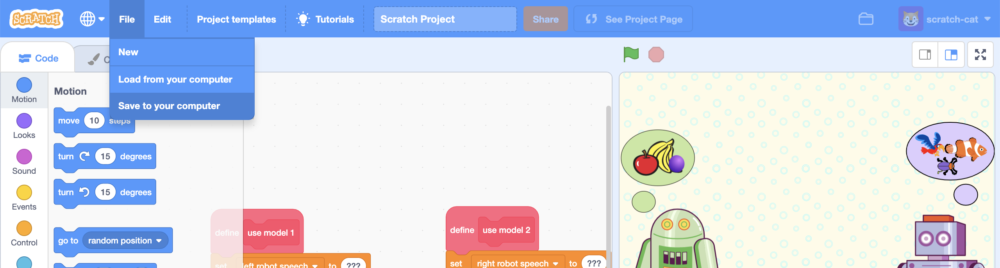 SCRATCH File Edit Project templates Tutorials Scratch Project Share See Project Page scratch-cat
New
Load from your computer
Save to your computer
Code
Motion
Looks
Sound
Events
Control
Motion
move 10 steps
turn 15 degrees
turn 15 degrees
go to random position
define use model 1
set left robot speech to ???
define use model 2
set right robot speech to ???